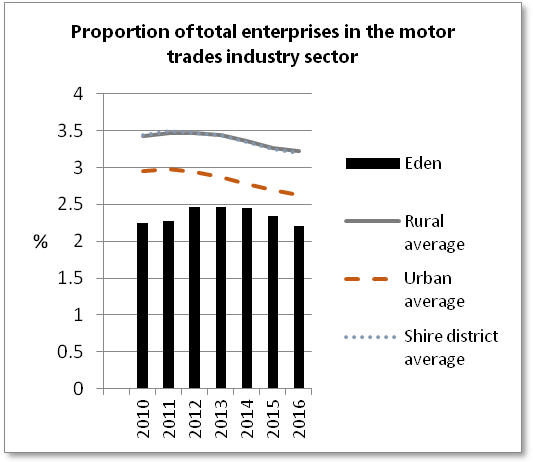 Proportion of total enterprises in the motor
trades industry sector
4
3.5
3
2.5
2
1.5
1
0.5
0
%
2010
2011
2012
2013
2014
2015
2016
Eden
Rural
average
Urban
average
Shire district
average